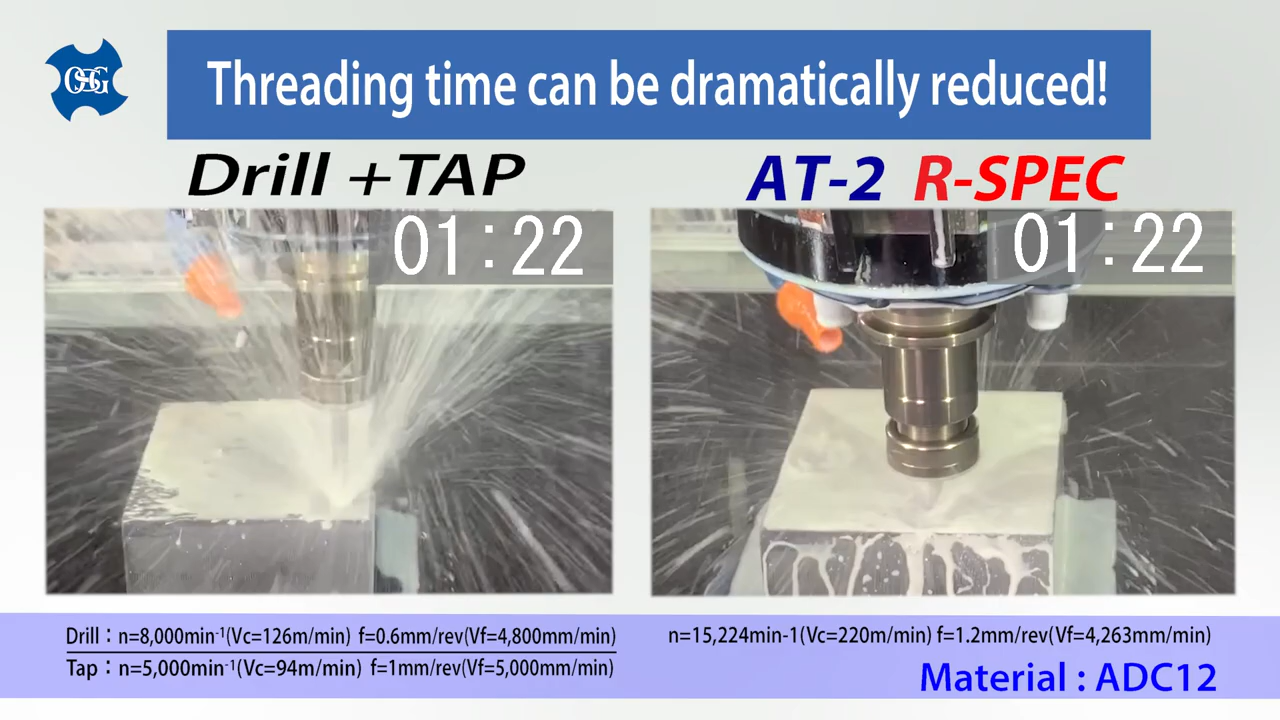 OSG
Threading time can be dramatically reduced!
Drill +TAP
AT-2 R-SPEC
01:22
01:22
Drill : n=8,000min⁻¹(Vc=126m/min) f=0.6mm/rev(Vf=4,800mm/min)
Tap : n=5,000min⁻¹(Vc=94m/min) f=1mm/rev(Vf=5,000mm/min)
n=15,224min-1(Vc=220m/min) f=1.2mm/rev(Vf=4,263mm/min)
Material : ADC12